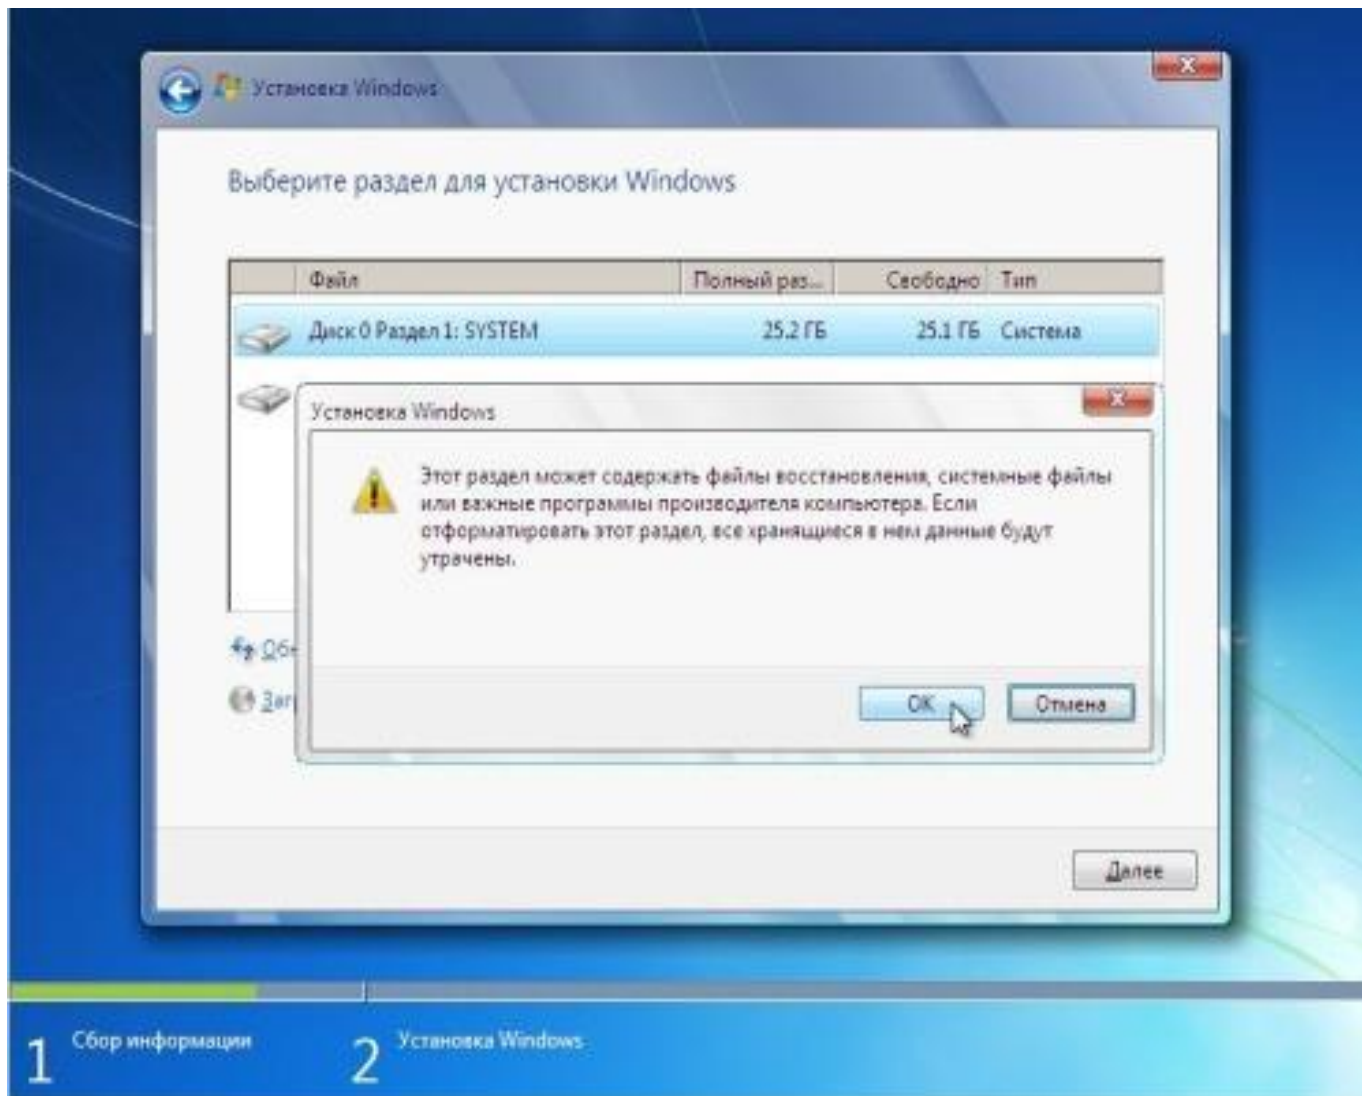 Установка Windows
Выберите раздел для установки Windows
Файл Полный раз... Свободно Тип
Диск 0 Раздел 1: SYSTEM 25.2 ГБ 25.1 ГБ Система
Установка Windows
Этот раздел может содержать файлы восстановления, системные файлы
или важные программы производителя компьютера. Если
отформатировать этот раздел, все хранящиеся в нем данные будут
утрачены.
Об
Заг
OK Отмена
Далее
1 Сбор информации 2 Установка Windows